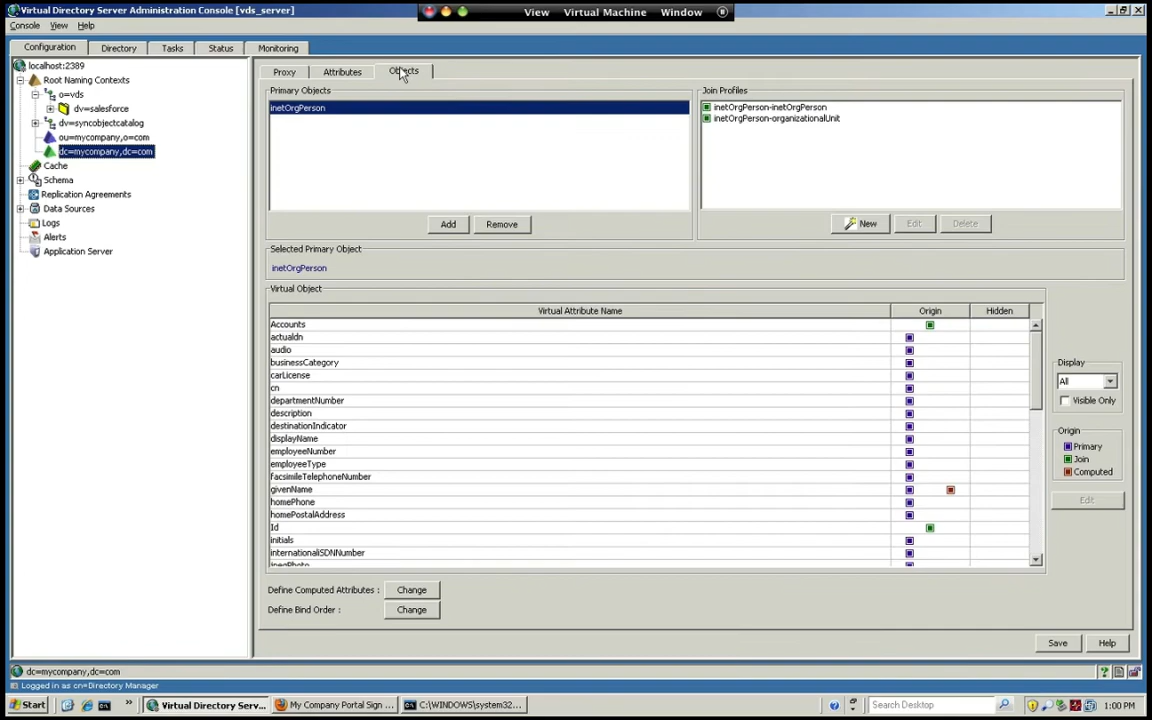 Virtual Directory Server Administration Console [vds_server]
View Virtual Machine Window
Console View Help
Configuration Directory Tasks Status Monitoring
localhost:2389
Root Naming Contexts
o=vds
dv=salesforce
dv=syncobjectcatalog
ou=mycompany,o=com
dc=mycompany,dc=com
Cache
Schema
Replication Agreements
Data Sources
Logs
Alerts
Application Server
Proxy Attributes Objects
Primary Objects
inetOrgPerson
Add Remove
Join Profiles
inetOrgPerson-inetOrgPerson
inetOrgPerson-organizationalUnit
New Edit Delete
Selected Primary Object
inetOrgPerson
Virtual Object
Virtual Attribute Name Origin Hidden
Accounts
actualdn
audio
businessCategory
carLicense
cn
departmentNumber
description
destinationIndicator
displayName
employeeNumber
employeeType
facsimileTelephoneNumber
givenName
homePhone
homePostalAddress
Id
initials
internationaliSDNNumber
jpegPhoto
Display
All
Visible Only
Origin
Primary
Join
Computed
Edit
Define Computed Attributes : Change
Define Bind Order : Change
Save Help
dc=mycompany,dc=com
Logged in as cn=Directory Manager
Start » Virtual Directory Serv... My Company Portal Sign ... C:\WINDOWS\system32... Search Desktop 1:00 PM